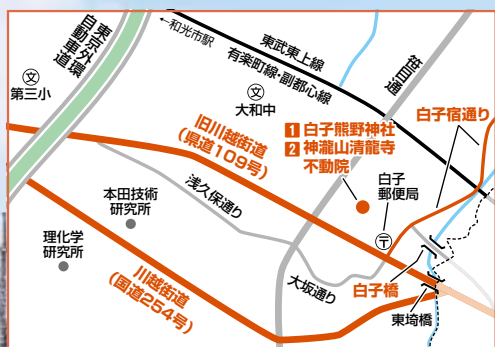 東京外環
自動車道
←和光市駅
東武東上線
有楽町線・副都心線
笹目通
文
第三小
文
大和中
白子宿通り
1 白子熊野神社
2 神瀧山清龍寺
不動院
旧川越街道
(県道109号)
白子
郵便局
〒
浅久保通り
本田技術
研究所
理化学
研究所
川越街道
(国道254号)
大坂通り
白子橋
東埼橋